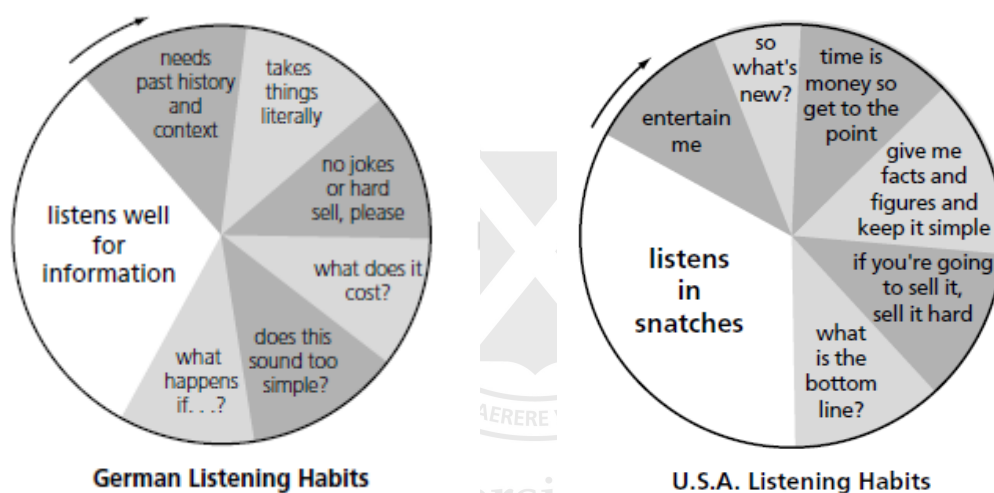 needs
past history
and
context
takes
things
literally
no jokes
or hard
sell, please
what does it
cost?
does this
sound too
simple?
what
happens
if. . .?
listens well
for
information
German Listening Habits
entertain
me
so
what's
new?
time is
money so
get to the
point
give me
facts and
figures and
keep it simple
if you're going
to sell it,
sell it hard
what
is the
bottom
line?
listens
in
snatches
U.S.A. Listening Habits
AERERE